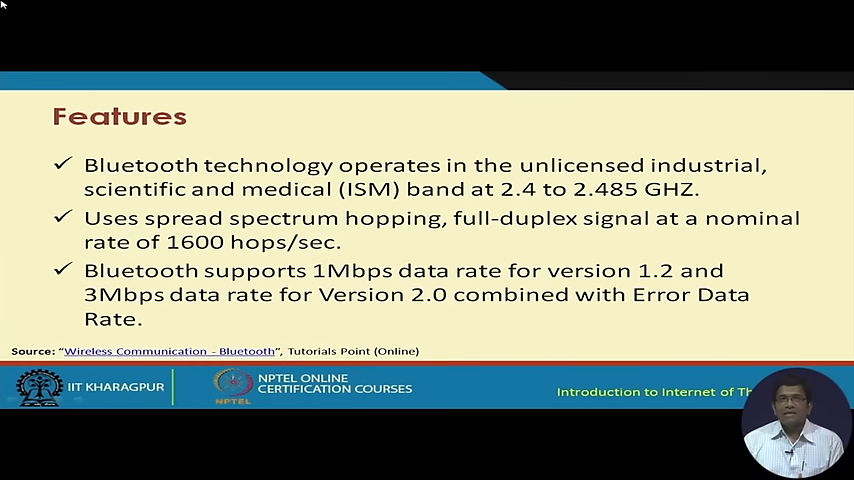 Features
✓ Bluetooth technology operates in the unlicensed industrial,
scientific and medical (ISM) band at 2.4 to 2.485 GHZ.
✓ Uses spread spectrum hopping, full-duplex signal at a nominal
rate of 1600 hops/sec.
✓ Bluetooth supports 1Mbps data rate for version 1.2 and
3Mbps data rate for Version 2.0 combined with Error Data
Rate.
Source: “Wireless Communication - Bluetooth”, Tutorials Point (Online)
IIT KHARAGPUR
NPTEL
NPTEL ONLINE
CERTIFICATION COURSES
Introduction to Internet of Th